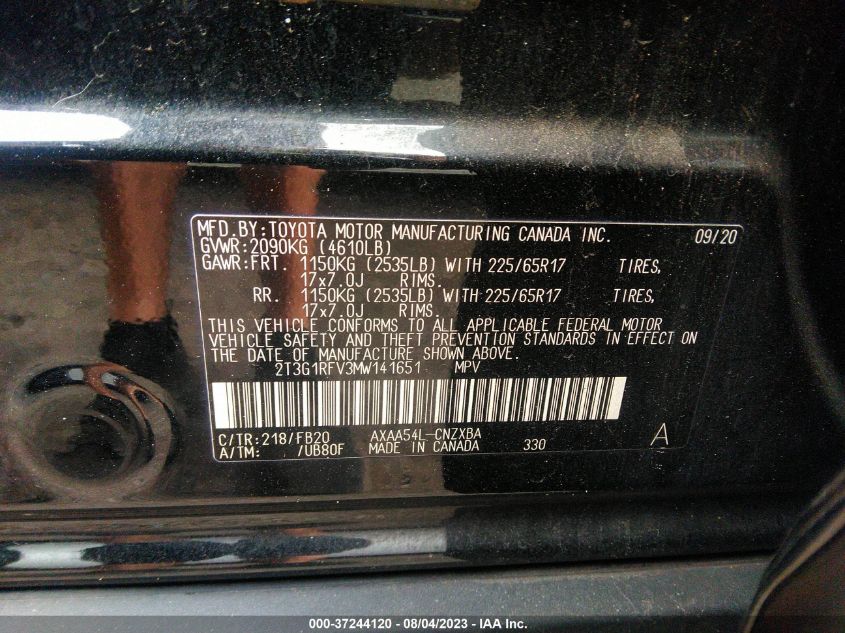 MFD.BY:TOYOTA MOTOR MANUFACTURING CANADA INC. 09/20
GVWR:2090KG (4610LB)
GAWR:FRT. 1150KG (2535LB) WITH 225/65R17 TIRES,
17x7.0J RIMS.
RR. 1150KG (2535LB) WITH 225/65R17 TIRES,
17x7.0J RIMS.
THIS VEHICLE CONFORMS TO ALL APPLICABLE FEDERAL MOTOR
VEHICLE SAFETY AND THEFT PREVENTION STANDARDS IN EFFECT ON
THE DATE OF MANUFACTURE SHOWN ABOVE.
2T3G1RFV3MW141651 MPV
C/TR:218/FB20 AXAA54L-CNZXBA
A/TM: /UB80F MADE IN CANADA 330 A
000-37244120 - 08/04/2023 - Copyright © IAA, Inc.